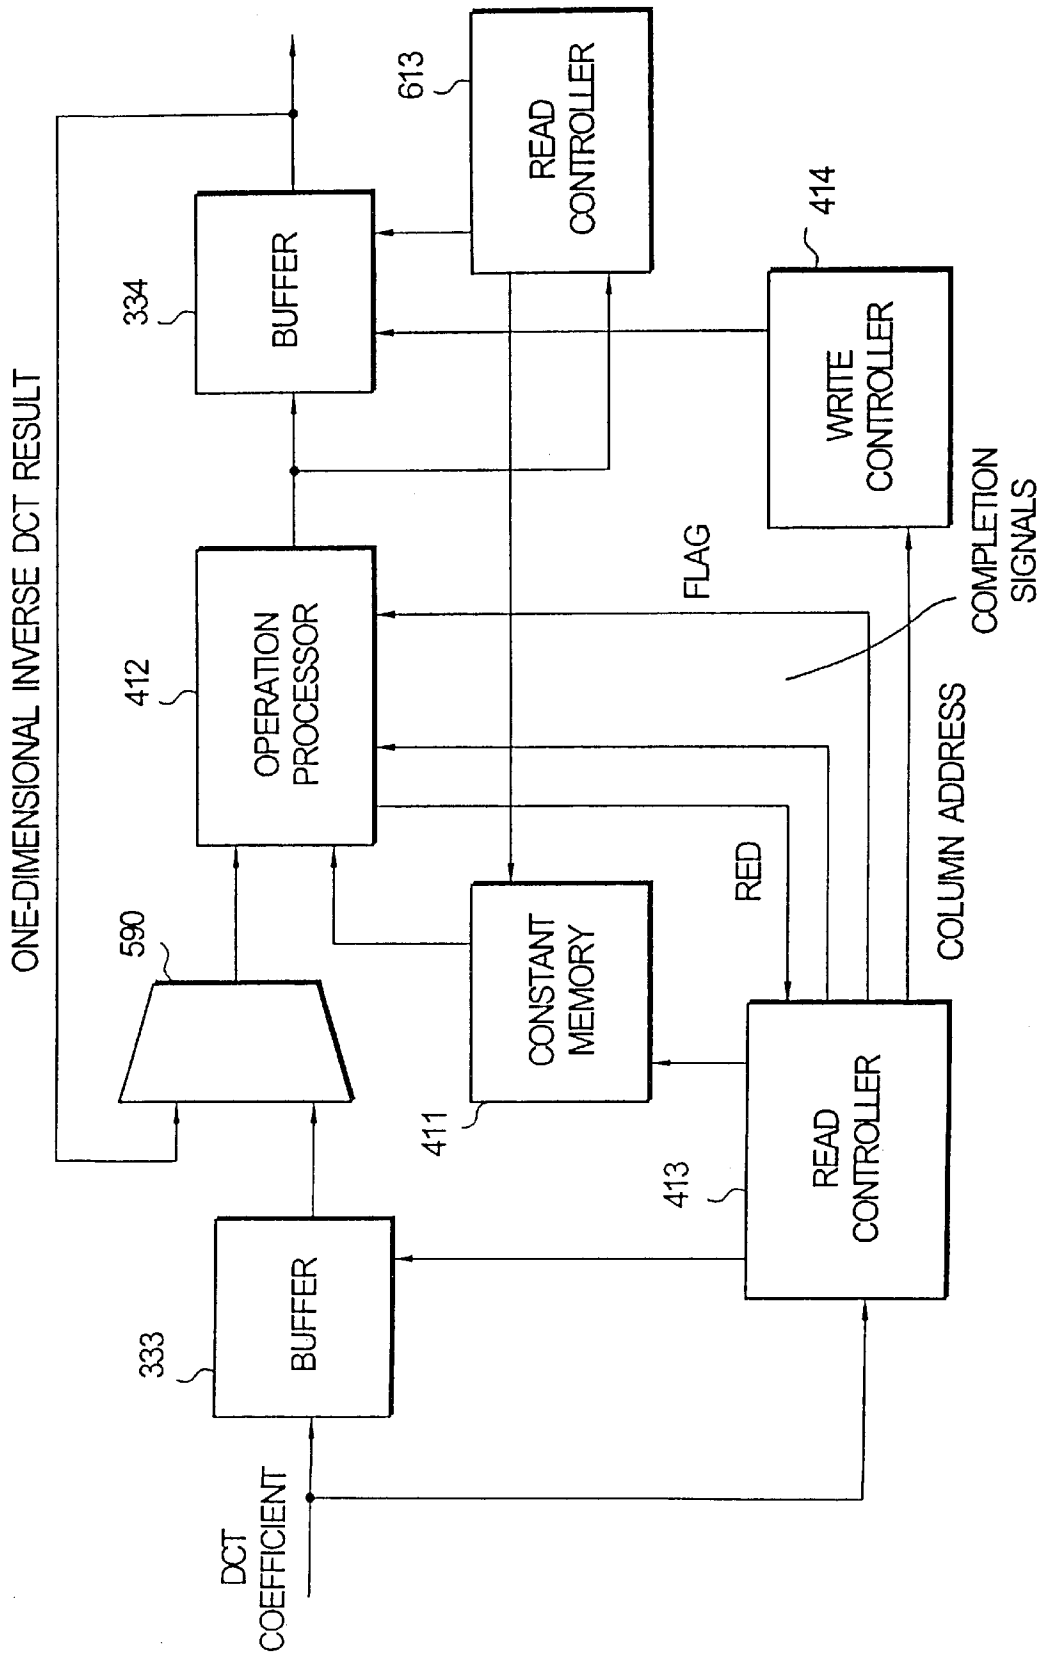 ONE-DIMENSIONAL INVERSE DCT RESULT
DCT
COEFFICIENT
333
BUFFER
590
412
OPERATION
PROCESSOR
334
BUFFER
411
CONSTANT
MEMORY
613
READ
CONTROLLER
413
READ
CONTROLLER
RED
FLAG
414
WRITE
CONTROLLER
COLUMN ADDRESS
COMPLETION
SIGNALS